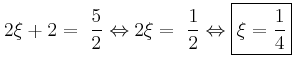 2ξ + 2 = 5/2 ⇔ 2ξ = 1/2 ⇔ ξ = 1/4